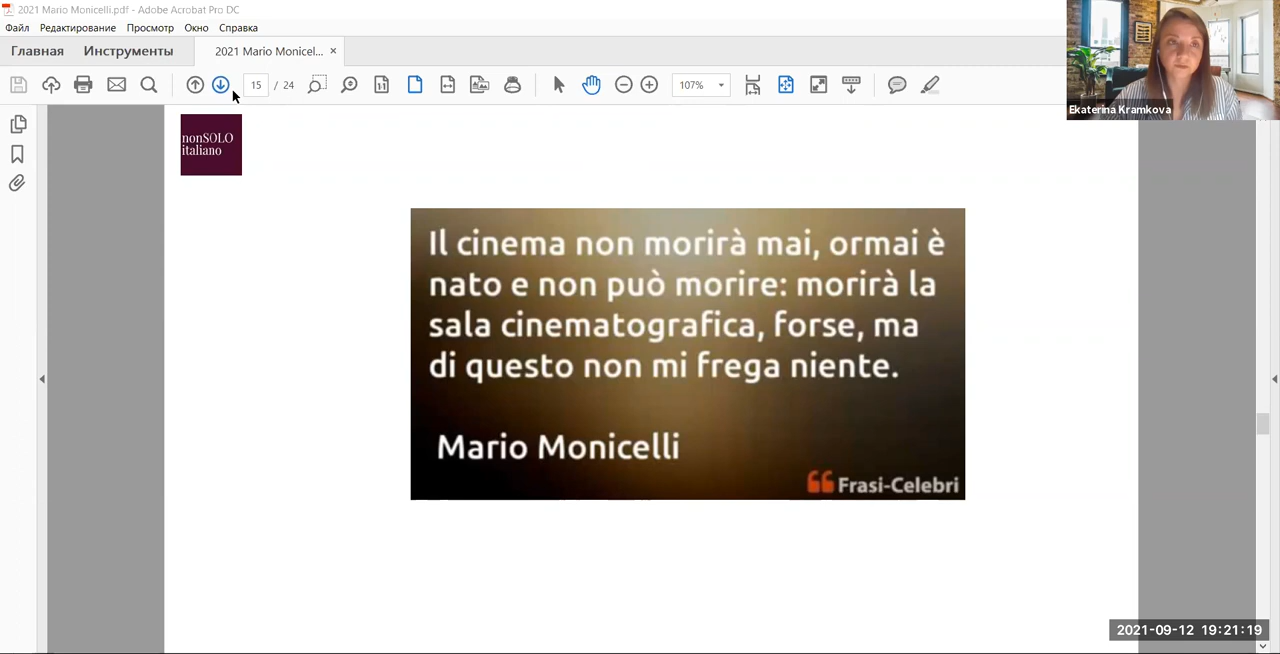 2021 Mario Monicelli.pdf - Adobe Acrobat Pro DC
Файл Редактирование Просмотр Окно Справка
Главная Инструменты 2021 Mario Monicel... ×
15 / 24 107%
Ekaterina Kramkova
nonSOLO
italiano
Il cinema non morirà mai, ormai è
nato e non può morire: morirà la
sala cinematografica, forse, ma
di questo non mi frega niente.
Mario Monicelli
Frasi-Celebri
2021-09-12 19:21:19